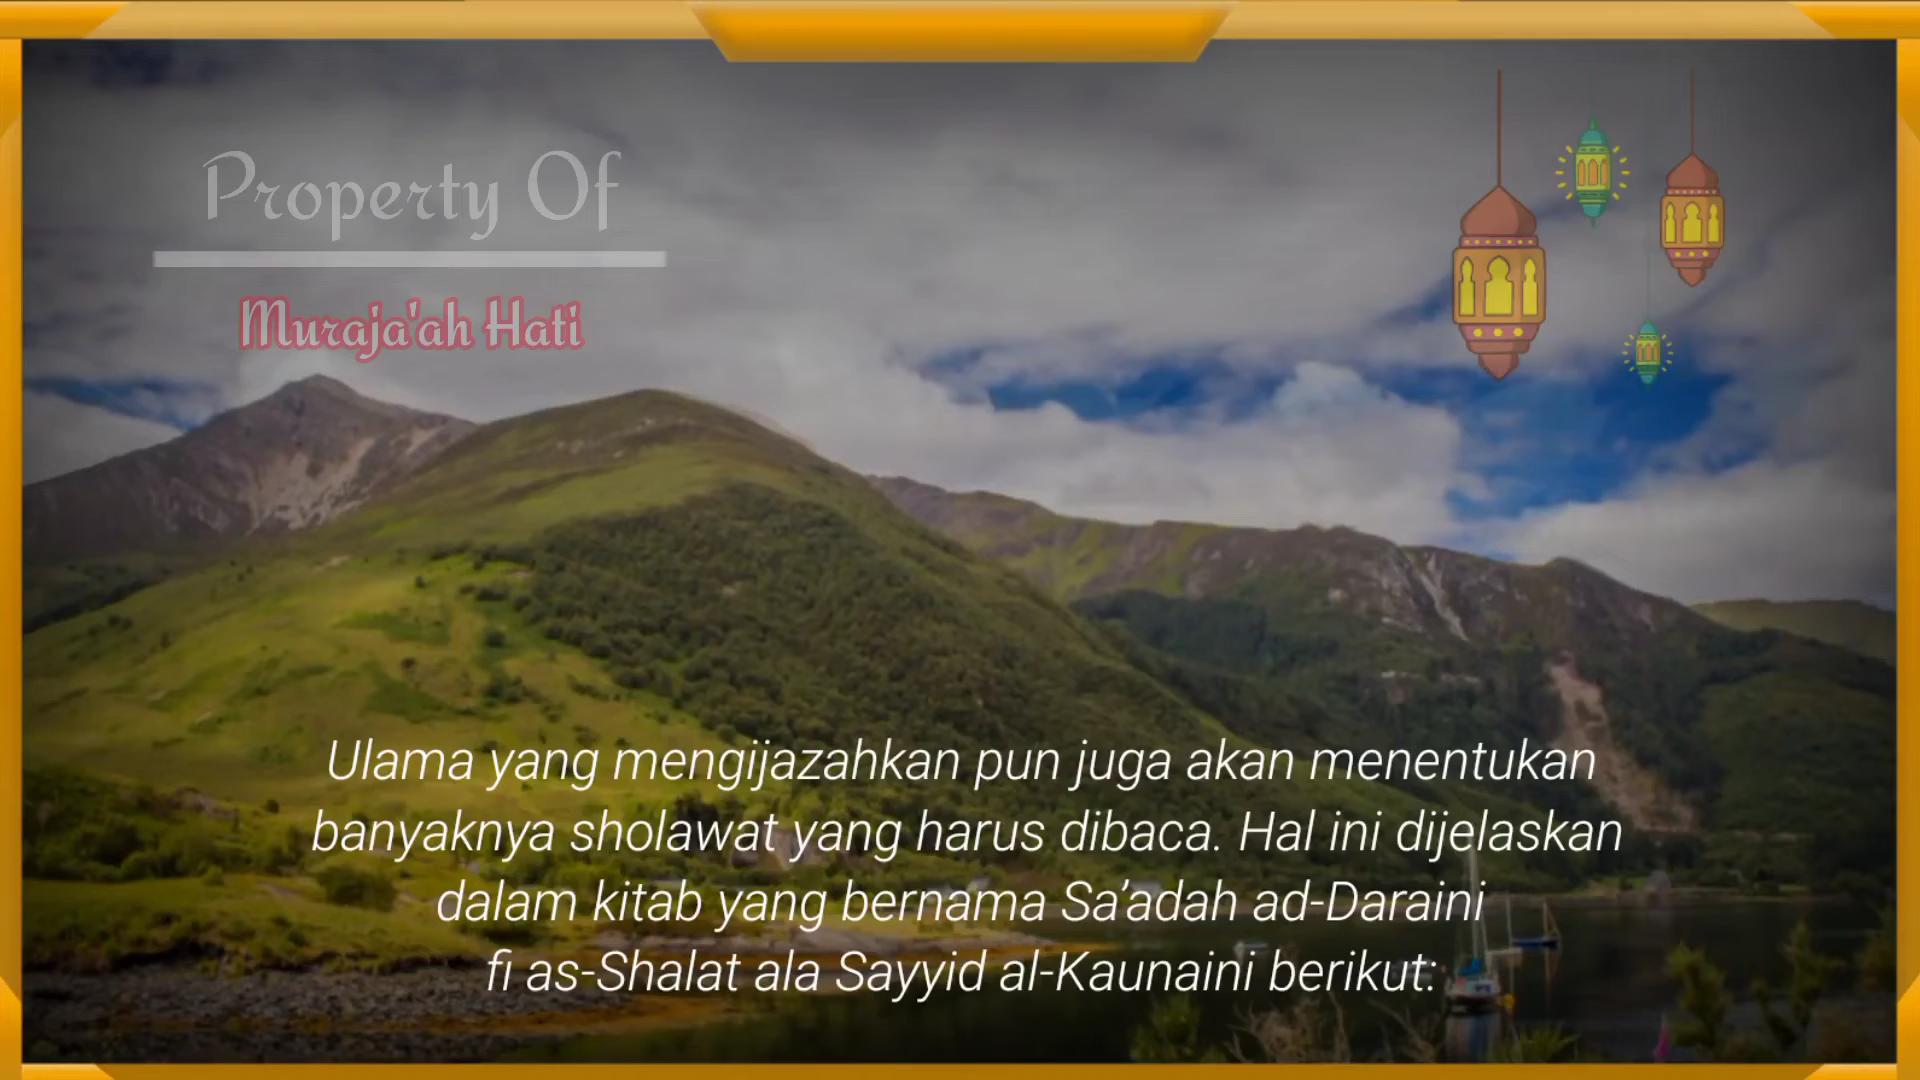 Property Of
Muraja'ah Hati
Ulama yang mengijazahkan pun juga akan menentukan
banyaknya sholawat yang harus dibaca. Hal ini dijelaskan
dalam kitab yang bernama Sa’adah ad-Daraini
fi as-Shalat ala Sayyid al-Kaunaini berikut: